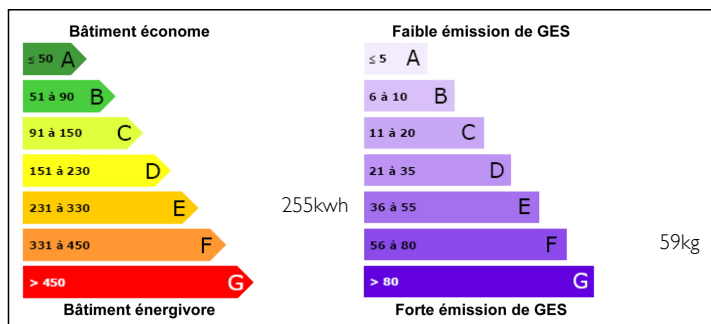 Bâtiment économe
≤ 50 A
51 à 90 B
91 à 150 C
151 à 230 D
231 à 330 E
255kwh
331 à 450 F
> 450 G
Bâtiment énergivore
Faible émission de GES
≤ 5 A
6 à 10 B
11 à 20 C
21 à 35 D
36 à 55 E
56 à 80 F
59kg
> 80 G
Forte émission de GES